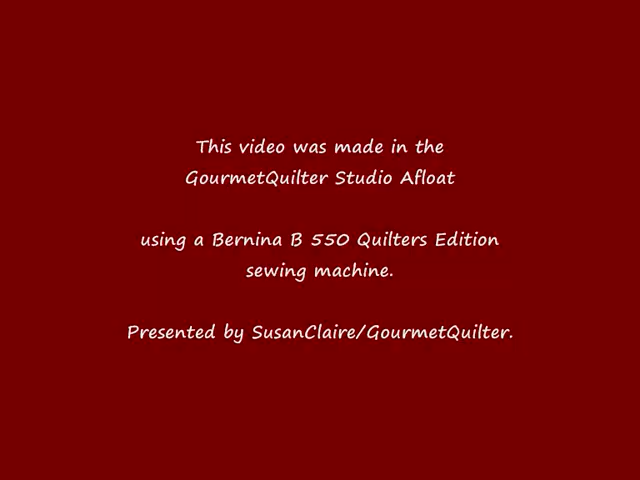 This video was made in the
GourmetQuilter Studio Afloat
using a Bernina B 550 Quilters Edition
sewing machine.
Presented by SusanClaire/GourmetQuilter.